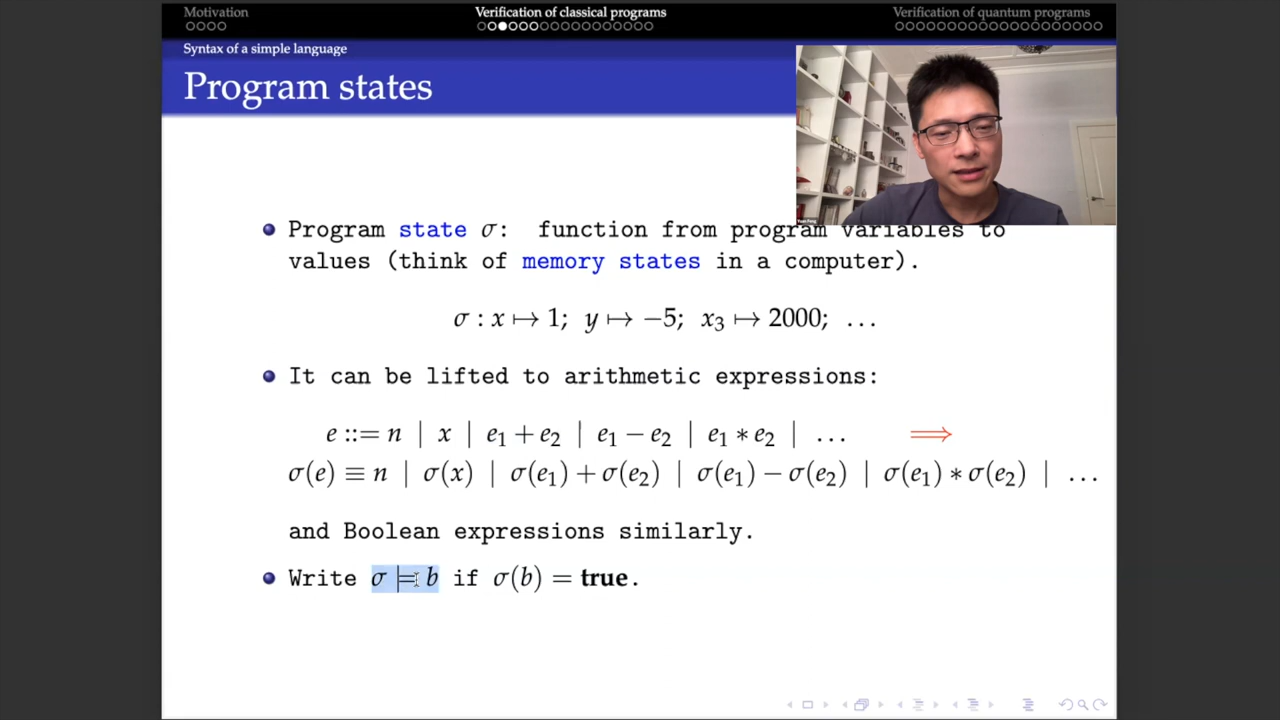 Motivation
Verification of classical programs
Verification of quantum programs
Syntax of a simple language
Program states
Program state σ: function from program variables to
values (think of memory states in a computer).
σ : x ↦ 1; y ↦ −5; x₃ ↦ 2000; …
It can be lifted to arithmetic expressions:
e ::= n | x | e₁ + e₂ | e₁ − e₂ | e₁ ∗ e₂ | … ⟹
σ(e) ≡ n | σ(x) | σ(e₁) + σ(e₂) | σ(e₁) − σ(e₂) | σ(e₁) ∗ σ(e₂) | …
and Boolean expressions similarly.
Write σ ⊨ b if σ(b) = true.
Yuan Feng